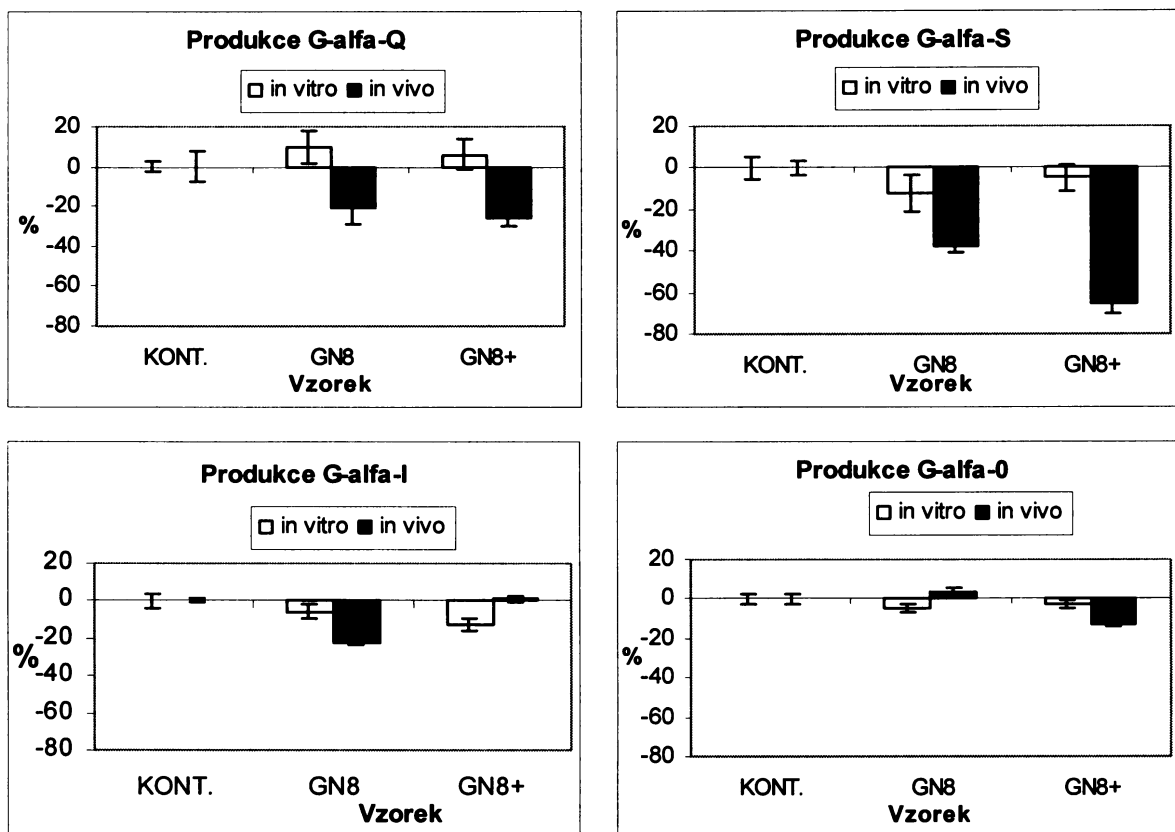 Produkce G-alfa-Q
in vitro in vivo
20
0
-20
%
-40
-60
-80
KONT. GN8 GN8+
Vzorek
Produkce G-alfa-S
in vitro in vivo
20
0
-20
%
-40
-60
-80
KONT. GN8 GN8+
Vzorek
Produkce G-alfa-I
in vitro in vivo
20
0
-20
%
-40
-60
-80
KONT. GN8 GN8+
Vzorek
Produkce G-alfa-0
in vitro in vivo
20
0
-20
%
-40
-60
-80
KONT. GN8 GN8+
Vzorek